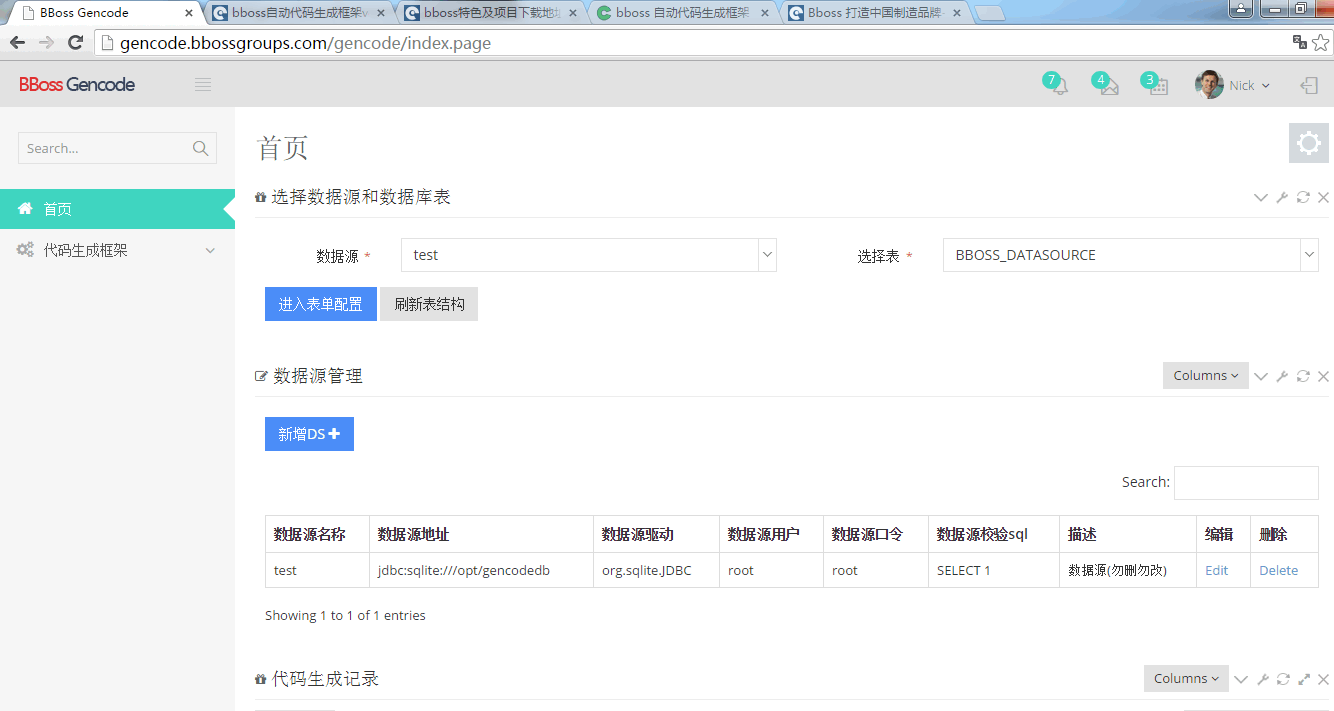 BBoss Gencode
bboss自动代码生成框架v
bboss特色及项目下载地址
bboss 自动代码生成框架
Bboss 打造中国制造品牌-
gencode.bbossgroups.com/gencode/index.page
BBoss Gencode
7
4
3
Nick
Search...
首页
代码生成框架
首页
选择数据源和数据库表
数据源 *
test
选择表 *
BBOSS_DATASOURCE
进入表单配置
刷新表结构
数据源管理
Columns
新增DS
Search:
数据源名称 数据源地址 数据源驱动 数据源用户 数据源口令 数据源校验sql 描述 编辑 删除
test jdbc:sqlite:///opt/gencodedb org.sqlite.JDBC root root SELECT 1 数据源(勿删勿改) Edit Delete
Showing 1 to 1 of 1 entries
代码生成记录
Columns